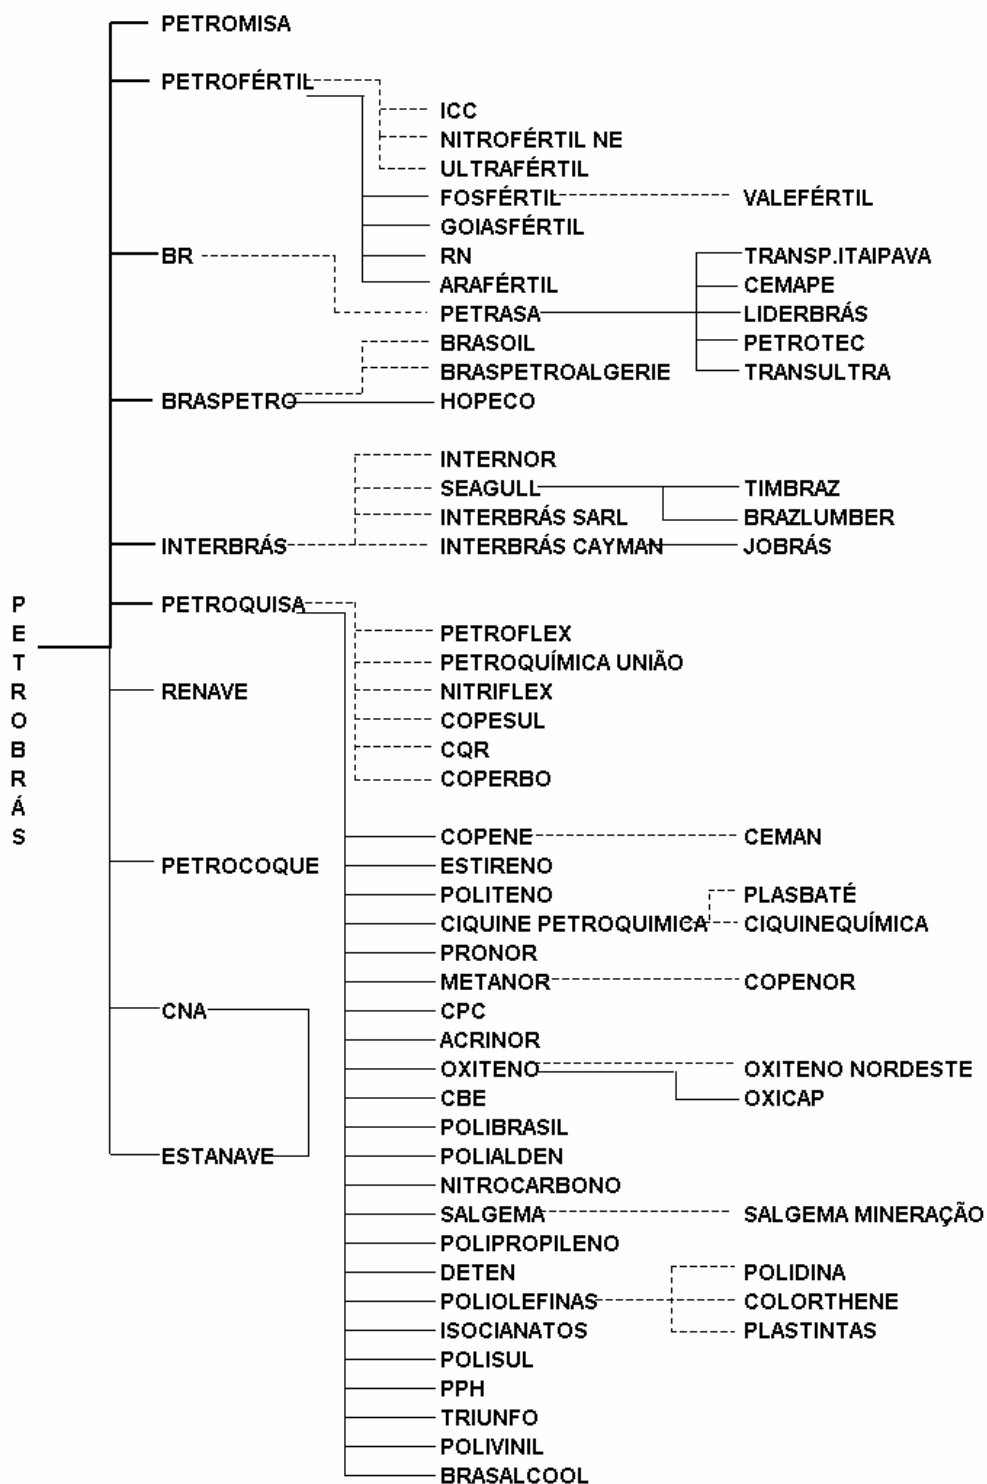 PETROMISA
PETROFÉRTIL
ICC
NITROFÉRTIL NE
ULTRAFÉRTIL
FOSFÉRTIL VALEFÉRTIL
GOIASFÉRTIL
BR RN TRANSP.ITAIPAVA
ARAFÉRTIL CEMAPE
PETRASA LIDERBRÁS
BRASOIL PETROTEC
BRASPETROALGERIE TRANSULTRA
BRASPETRO HOPECO
INTERNOR
SEAGULL TIMBRAZ
INTERBRÁS SARL BRAZLUMBER
INTERBRÁS INTERBRÁS CAYMAN JOBRÁS
PETROBRÁS
PETROQUISA
PETROFLEX
PETROQUÍMICA UNIÃO
RENAVE NITRIFLEX
COPESUL
CQR
COPERBO
COPENE CEMAN
PETROCOQUE ESTIRENO
POLITENO PLASBATÉ
CIQUINE PETROQUIMICA CIQUINEQUÍMICA
PRONOR
METANOR COPENOR
CNA CPC
ACRINOR
OXITENO OXITENO NORDESTE
CBE OXICAP
POLIBRASIL
ESTANAVE POLIALDEN
NITROCARBONO
SALGEMA SALGEMA MINERAÇÃO
POLIPROPILENO
DETEN POLIDINA
POLIOLEFINAS COLORTHENE
ISOCIANATOS PLASTINTAS
POLISUL
PPH
TRIUNFO
POLIVINIL
BRASALCOOL